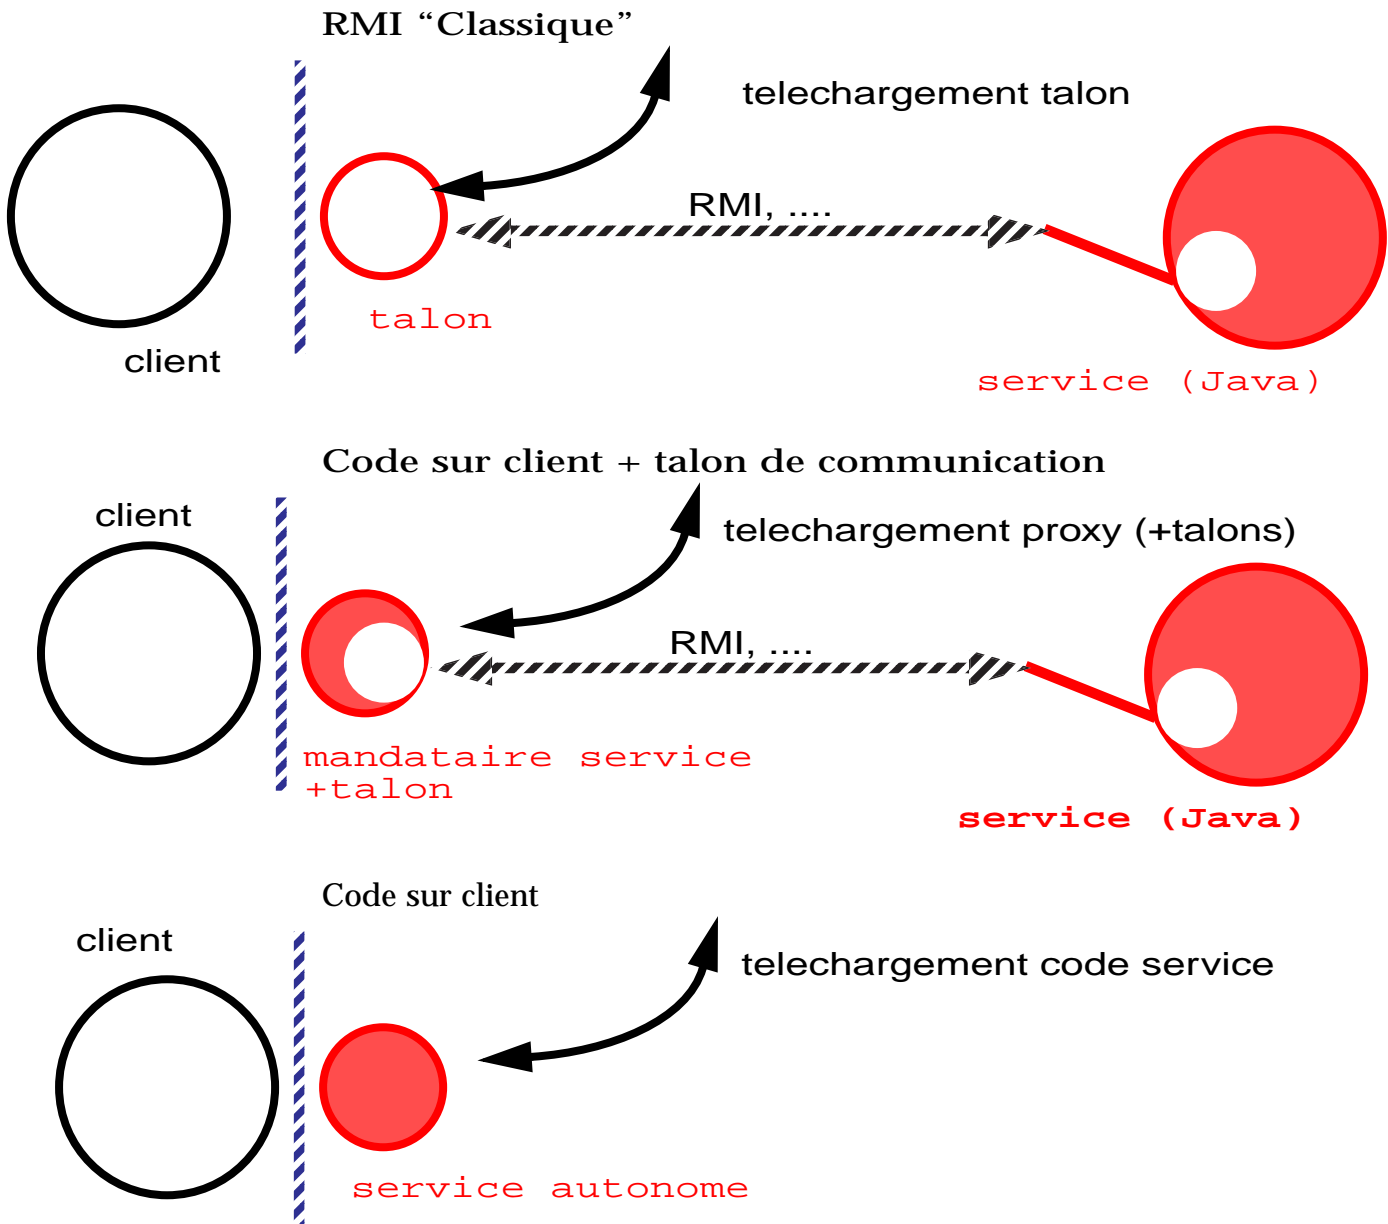 RMI “Classique”
telechargement talon
RMI, ....
talon
client
service (Java)
Code sur client + talon de communication
client
telechargement proxy (+talons)
RMI, ....
mandataire service
+talon
service (Java)
Code sur client
client
telechargement code service
service autonome